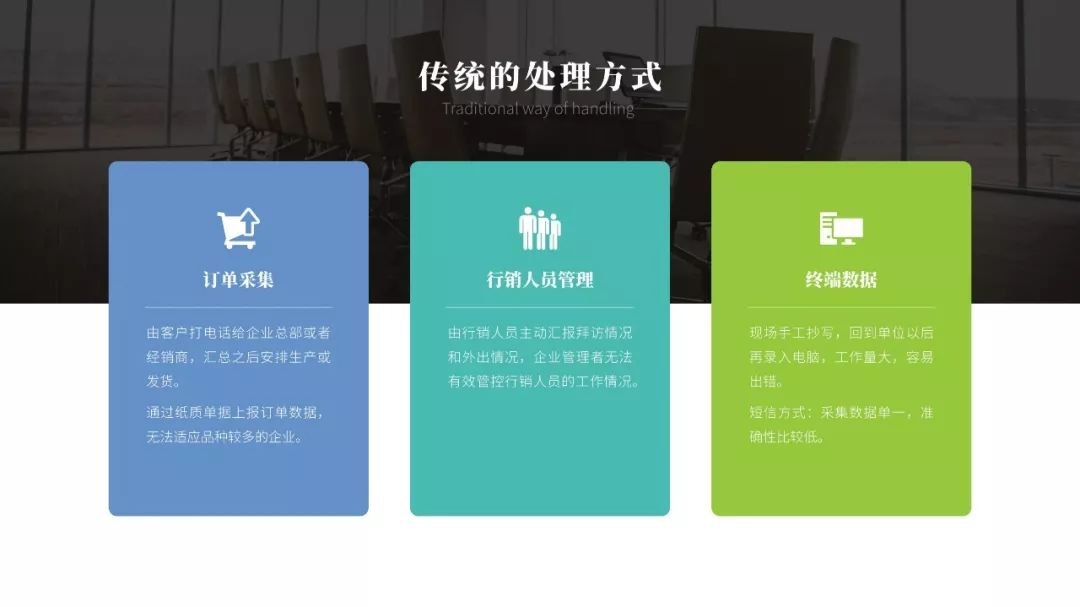 传统的处理方式
Traditional way of handling
订单采集
由客户打电话给企业总部或者
经销商，汇总之后安排生产或
发货。
通过纸质单据上报订单数据，
无法适应品种较多的企业。
行销人员管理
由行销人员主动汇报拜访情况
和外出情况，企业管理者无法
有效管控行销人员的工作情况。
终端数据
现场手工抄写，回到单位以后
再录入电脑，工作量大，容易
出错。
短信方式：采集数据单一，准
确性比较低。